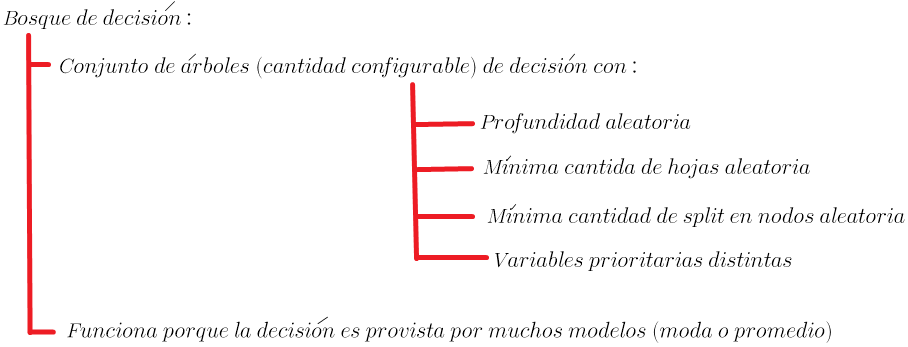 Bosque de decisión:
Conjunto de árboles (cantidad configurable) de decisión con:
Profundidad aleatoria
Mínima cantida de hojas aleatoria
Mínima cantidad de split en nodos aleatoria
Variables prioritarias distintas
Funciona porque la decisión es provista por muchos modelos (moda o promedio)